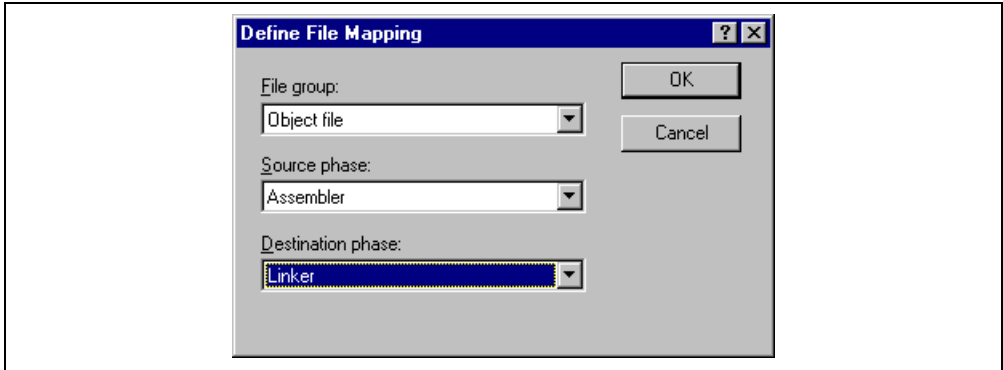 Define File Mapping
File group:
OK
Object file
Cancel
Source phase:
Assembler
Destination phase:
Linker